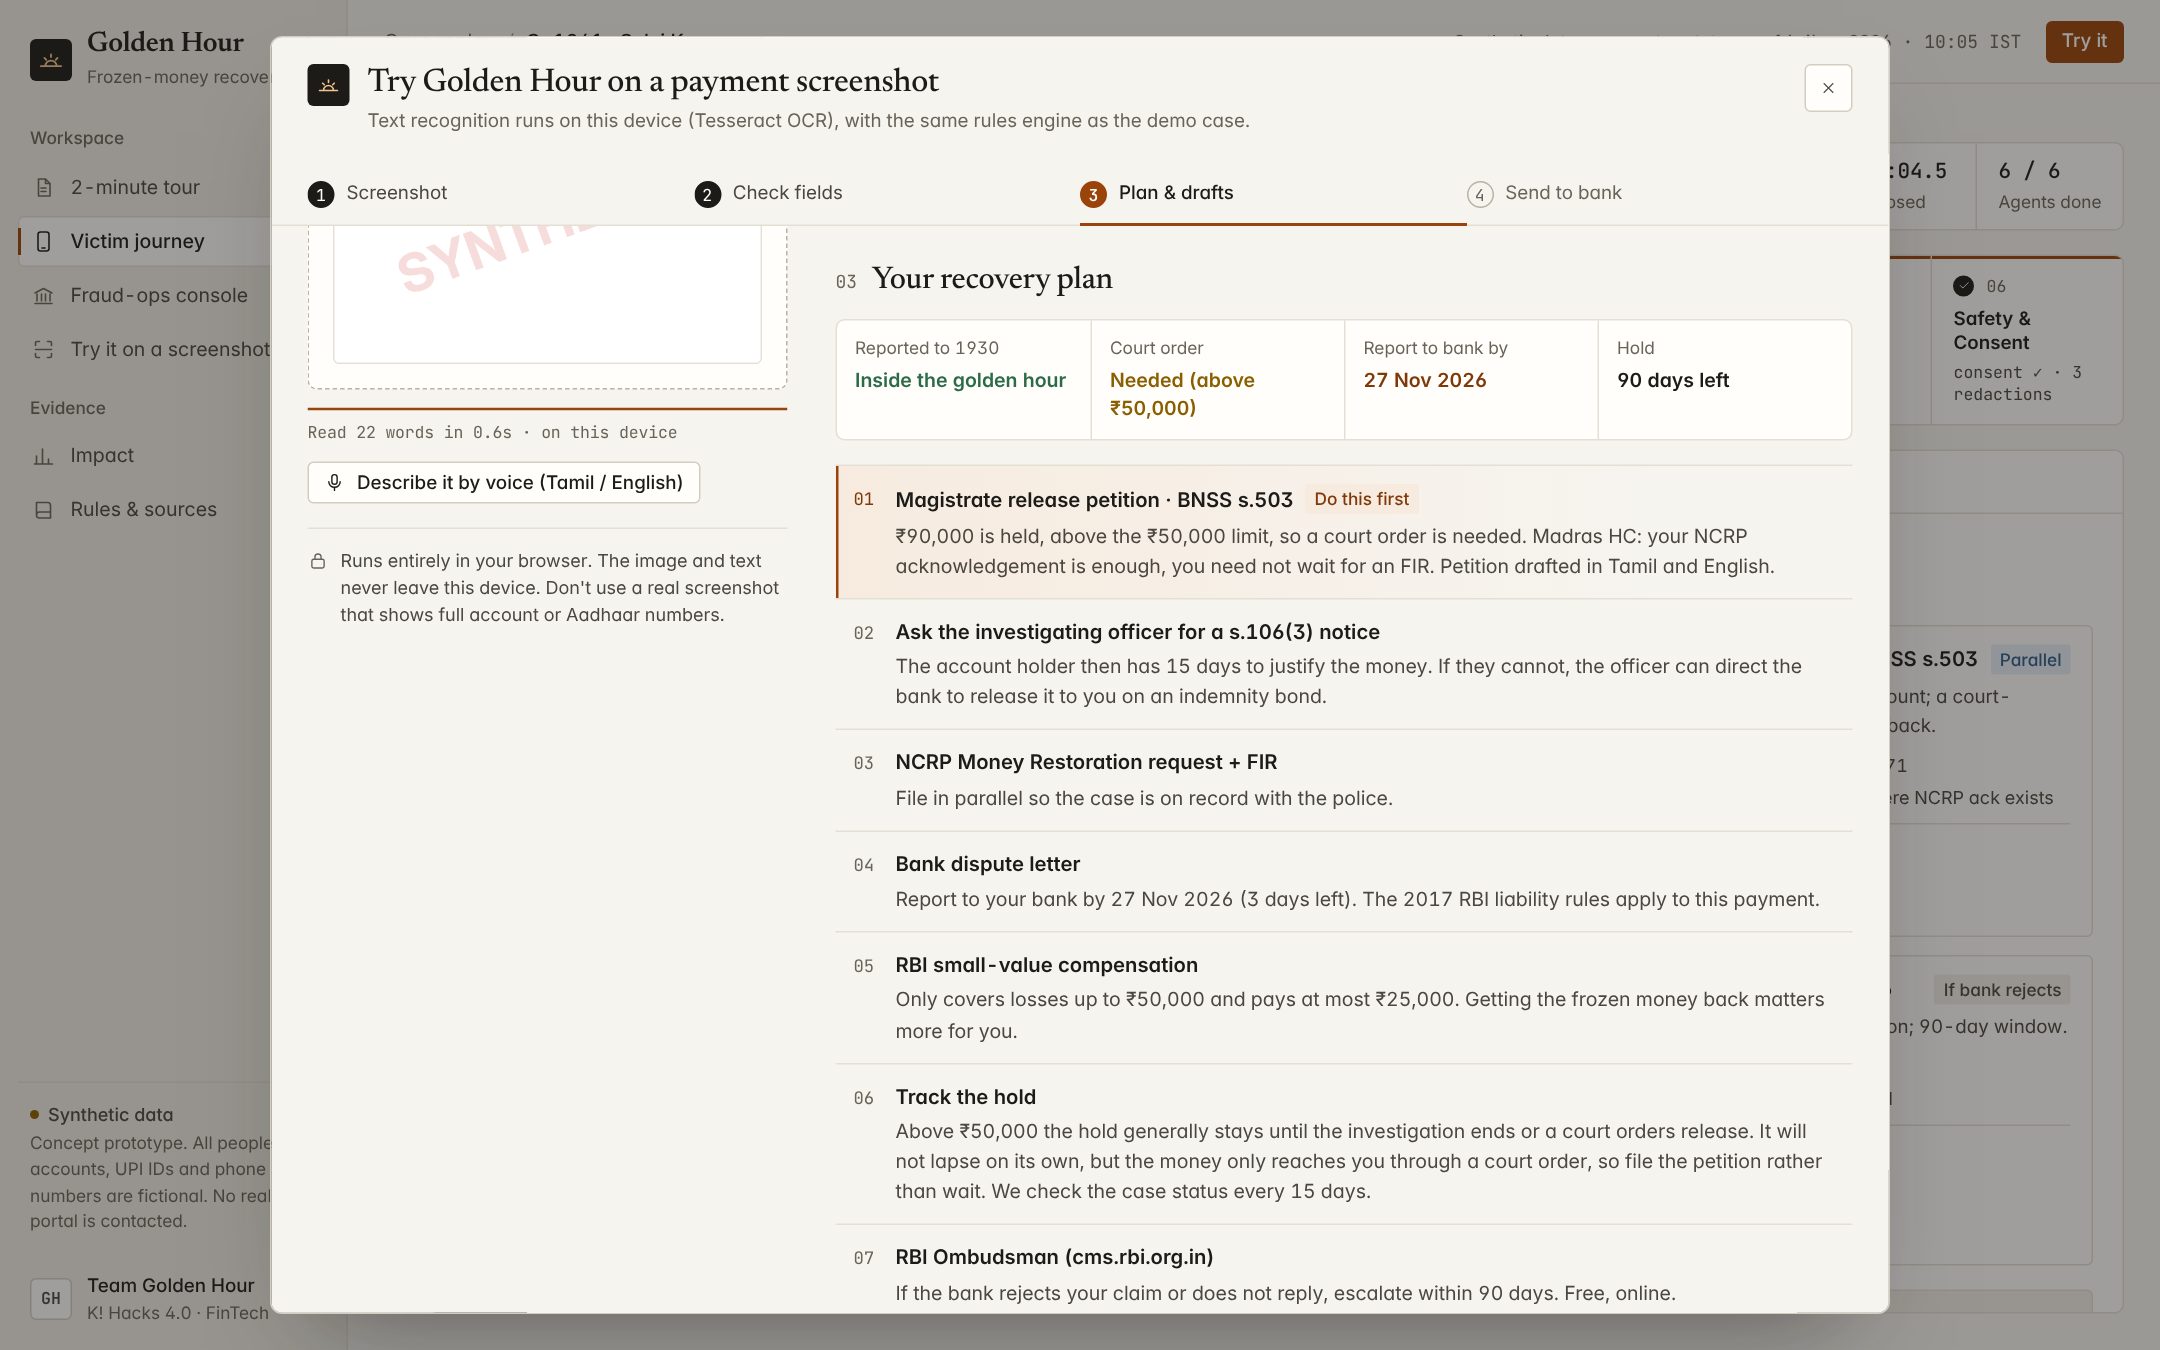 Golden Hour
Frozen-money recove
Workspace
2-minute tour
Victim journey
Fraud-ops console
Try it on a screenshot
Evidence
Impact
Rules & sources
Synthetic data
Concept prototype. All people
accounts, UPI IDs and phone
numbers are fictional. No real
portal is contacted.
GH
Team Golden Hour
K! Hacks 4.0 · FinTech
Try Golden Hour on a payment screenshot
Text recognition runs on this device (Tesseract OCR), with the same rules engine as the demo case.
×
1 Screenshot
2 Check fields
3 Plan & drafts
4 Send to bank
Read 22 words in 0.6s · on this device
Describe it by voice (Tamil / English)
Runs entirely in your browser. The image and text
never leave this device. Don't use a real screenshot
that shows full account or Aadhaar numbers.
03 Your recovery plan
Reported to 1930
Inside the golden hour
Court order
Needed (above
₹50,000)
Report to bank by
27 Nov 2026
Hold
90 days left
01 Magistrate release petition · BNSS s.503 Do this first
₹90,000 is held, above the ₹50,000 limit, so a court order is needed. Madras HC: your NCRP
acknowledgement is enough, you need not wait for an FIR. Petition drafted in Tamil and English.
02 Ask the investigating officer for a s.106(3) notice
The account holder then has 15 days to justify the money. If they cannot, the officer can direct the
bank to release it to you on an indemnity bond.
03 NCRP Money Restoration request + FIR
File in parallel so the case is on record with the police.
04 Bank dispute letter
Report to your bank by 27 Nov 2026 (3 days left). The 2017 RBI liability rules apply to this payment.
05 RBI small-value compensation
Only covers losses up to ₹50,000 and pays at most ₹25,000. Getting the frozen money back matters
more for you.
06 Track the hold
Above ₹50,000 the hold generally stays until the investigation ends or a court orders release. It will
not lapse on its own, but the money only reaches you through a court order, so file the petition rather
than wait. We check the case status every 15 days.
07 RBI Ombudsman (cms.rbi.org.in)
If the bank rejects your claim or does not reply, escalate within 90 days. Free, online.
· 10:05 IST
Try it
:04.5
6 / 6
osed
Agents done
06
Safety &
Consent
consent ✓ · 3
redactions
SS s.503 Parallel
ount; a court-
back.
71
ere NCRP ack exists
If bank rejects
on; 90-day window.